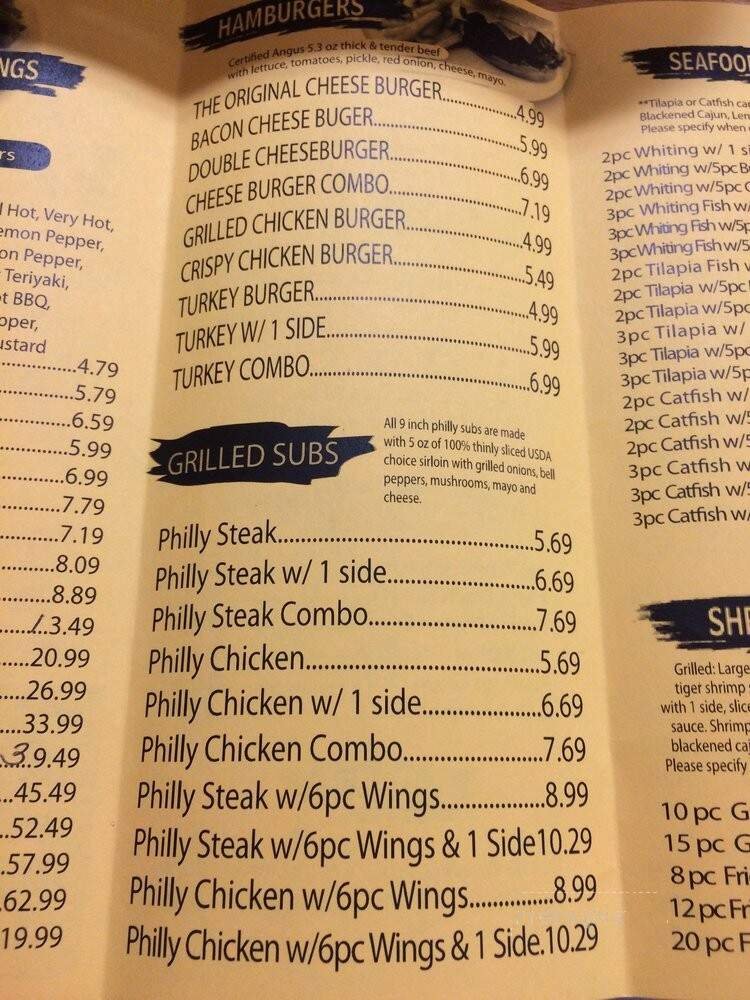 NGS
rs
l Hot, Very Hot,
emon Pepper,
on Pepper,
Teriyaki,
t BBQ,
pper,
ustard
.................4.79
.................5.79
................6.59
................5.99
...............6.99
..............7.79
..............7.19
.............8.09
............8.89
......13.49
.....20.99
....26.99
....33.99
...39.49
...45.49
..52.49
.57.99
.62.99
19.99
HAMBURGERS
Certified Angus 5.3 oz thick & tender beef
with lettuce, tomatoes, pickle, red onion, cheese, mayo.
THE ORIGINAL CHEESE BURGER................4.99
BACON CHEESE BUGER...............................5.99
DOUBLE CHEESEBURGER............................6.99
CHEESE BURGER COMBO............................7.19
GRILLED CHICKEN BURGER.........................4.99
CRISPY CHICKEN BURGER............................5.49
TURKEY BURGER..........................................4.99
TURKEY W/ 1 SIDE........................................5.99
TURKEY COMBO...........................................6.99
GRILLED SUBS
All 9 inch philly subs are made
with 5 oz of 100% thinly sliced USDA
choice sirloin with grilled onions, bell
peppers, mushrooms, mayo and
cheese.
Philly Steak..........................................5.69
Philly Steak w/ 1 side........................6.69
Philly Steak Combo...........................7.69
Philly Chicken.....................................5.69
Philly Chicken w/ 1 side...................6.69
Philly Chicken Combo......................7.69
Philly Steak w/6pc Wings................8.99
Philly Steak w/6pc Wings & 1 Side10.29
Philly Chicken w/6pc Wings.............8.99
Philly Chicken w/6pc Wings & 1 Side.10.29
SEAFOO
**Tilapia or Catfish ca
Blackened Cajun, Lem
Please specify when
2pc Whiting w/ 1 si
2pc Whiting w/5pc B
2pc Whiting w/5pc
3pc Whiting Fish w/
3pc Whiting Fish w/5p
3pc Whiting Fish w/5
2pc Tilapia Fish w
2pc Tilapia w/5pc
2pc Tilapia w/5pc
3pc Tilapia w/
3pc Tilapia w/5pc
3pc Tilapia w/5p
2pc Catfish w/
2pc Catfish w/5
2pc Catfish w/5
3pc Catfish w/
3pc Catfish w/5
3pc Catfish w/
SH
Grilled: Large
tiger shrimp
with 1 side, slice
sauce. Shrimp
blackened caj
Please specify
10 pc G
15 pc G
8 pc Fri
12 pc Fr
20 pc F